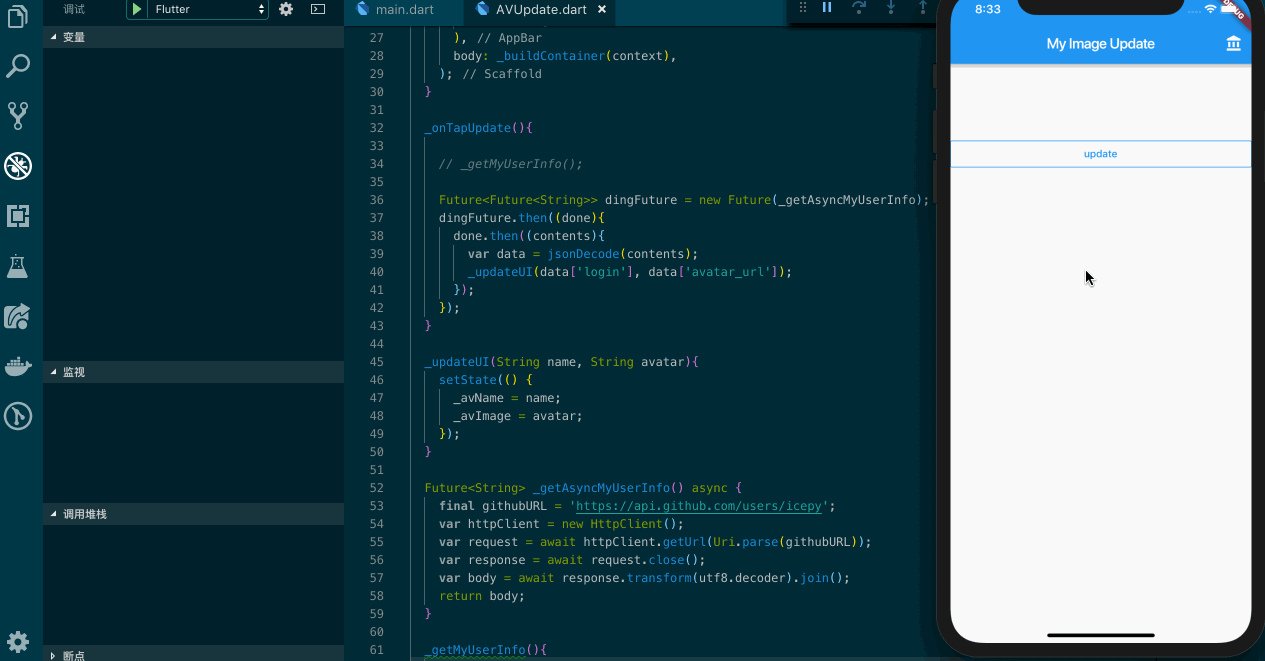 调试
Flutter
变量
监视
调用堆栈
断点
main.dart
AVUpdate.dart ×
27 ), // AppBar
28 body: _buildContainer(context),
29 ); // Scaffold
30 }
31
32 _onTapUpdate(){
33
34 // _getMyUserInfo();
35
36 Future<Future<String>> dingFuture = new Future(_getAsyncMyUserInfo);
37 dingFuture.then((done){
38 done.then((contents){
39 var data = jsonDecode(contents);
40 _updateUI(data['login'], data['avatar_url']);
41 });
42 });
43 }
44
45 _updateUI(String name, String avatar){
46 setState(() {
47 _avName = name;
48 _avImage = avatar;
49 });
50 }
51
52 Future<String> _getAsyncMyUserInfo() async {
53 final githubURL = 'https://api.github.com/users/icepy';
54 var httpClient = new HttpClient();
55 var request = await httpClient.getUrl(Uri.parse(githubURL));
56 var response = await request.close();
57 var body = await response.transform(utf8.decoder).join();
58 return body;
59 }
60
61 _getMyUserInfo(){
8:33
DEBUG
My Image Update
update